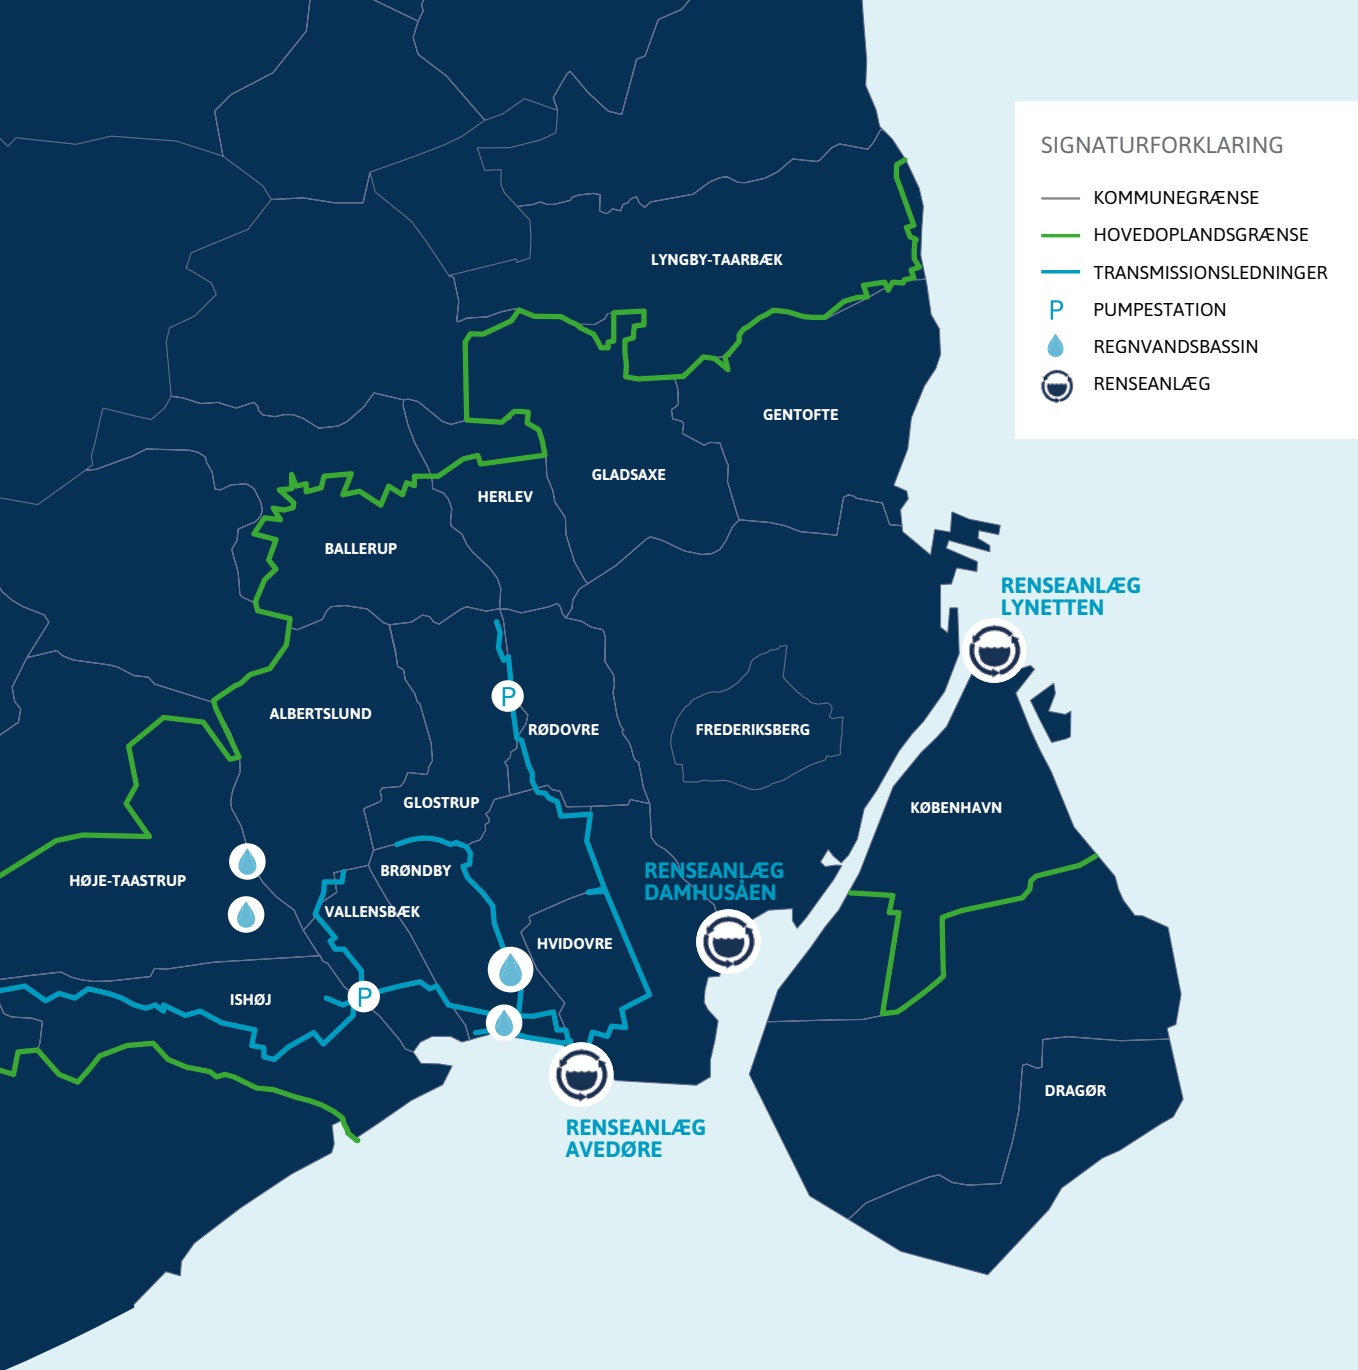 SIGNATURFORKLARING
KOMMUNEGRÆNSE
HOVEDOPLANDSGRÆNSE
TRANSMISSIONSLEDNINGER
P PUMPESTATION
REGNVANDSBASSIN
RENSEANLÆG
LYNGBY-TAARBÆK
GENTOFTE
GLADSAXE
HERLEV
BALLERUP
RENSEANLÆG
LYNETTEN
P
ALBERTSLUND
RØDOVRE
FREDERIKSBERG
GLOSTRUP
KØBENHAVN
BRØNDBY
RENSEANLÆG
DAMHUSÅEN
HØJE-TAASTRUP
VALLENSBÆK
HVIDOVRE
P
ISHØJ
DRAGØR
RENSEANLÆG
AVEDØRE